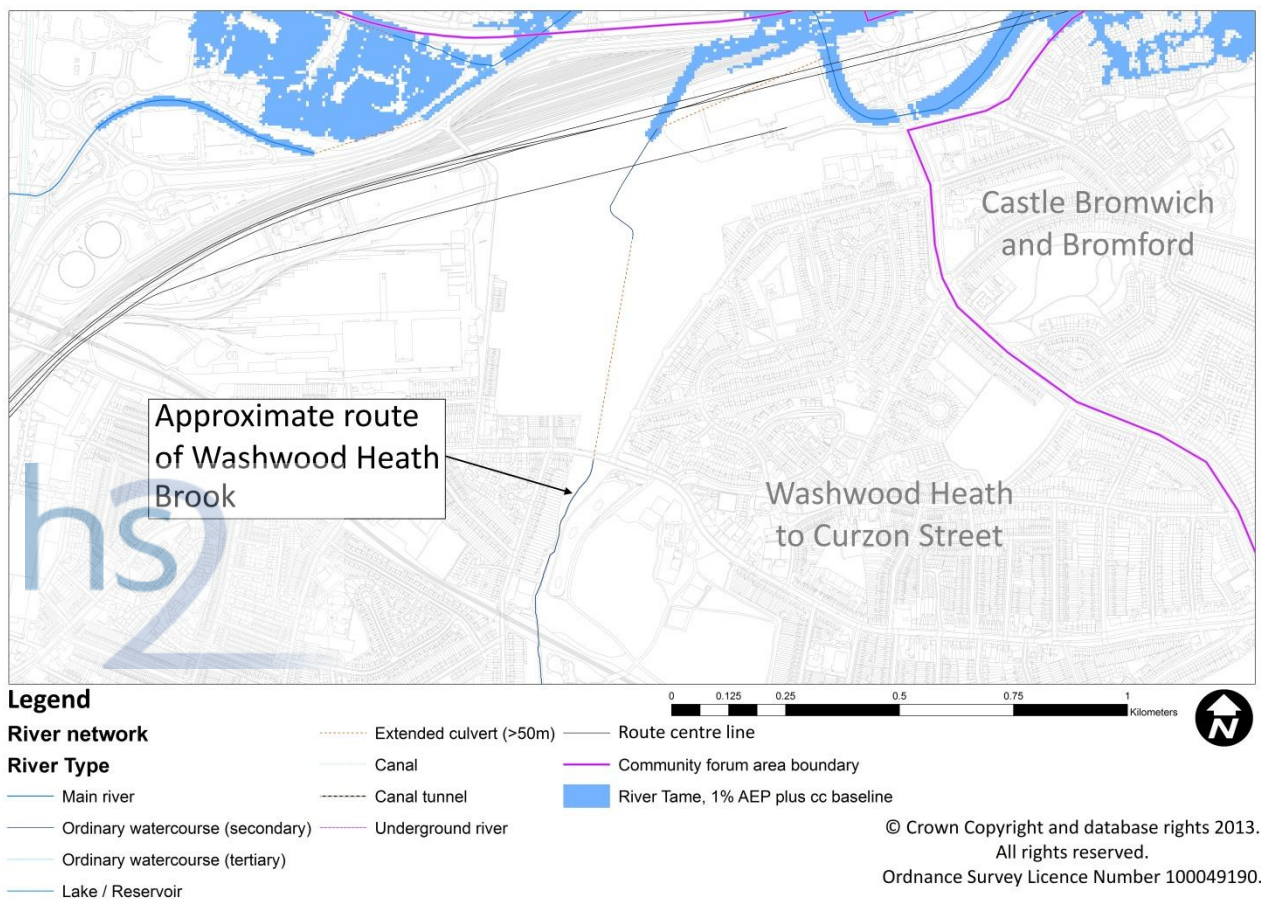 Castle Bromwich
and Bromford
Approximate route
of Washwood Heath
Brook
Washwood Heath
to Curzon Street
hs2
Legend
River network
River Type
Main river
Ordinary watercourse (secondary)
Ordinary watercourse (tertiary)
Lake / Reservoir
Extended culvert (>50m)
Canal
Canal tunnel
Underground river
Route centre line
Community forum area boundary
River Tame, 1% AEP plus cc baseline
0 0.125 0.25 0.5 0.75 1
Kilometers
N
© Crown Copyright and database rights 2013.
All rights reserved.
Ordnance Survey Licence Number 100049190.